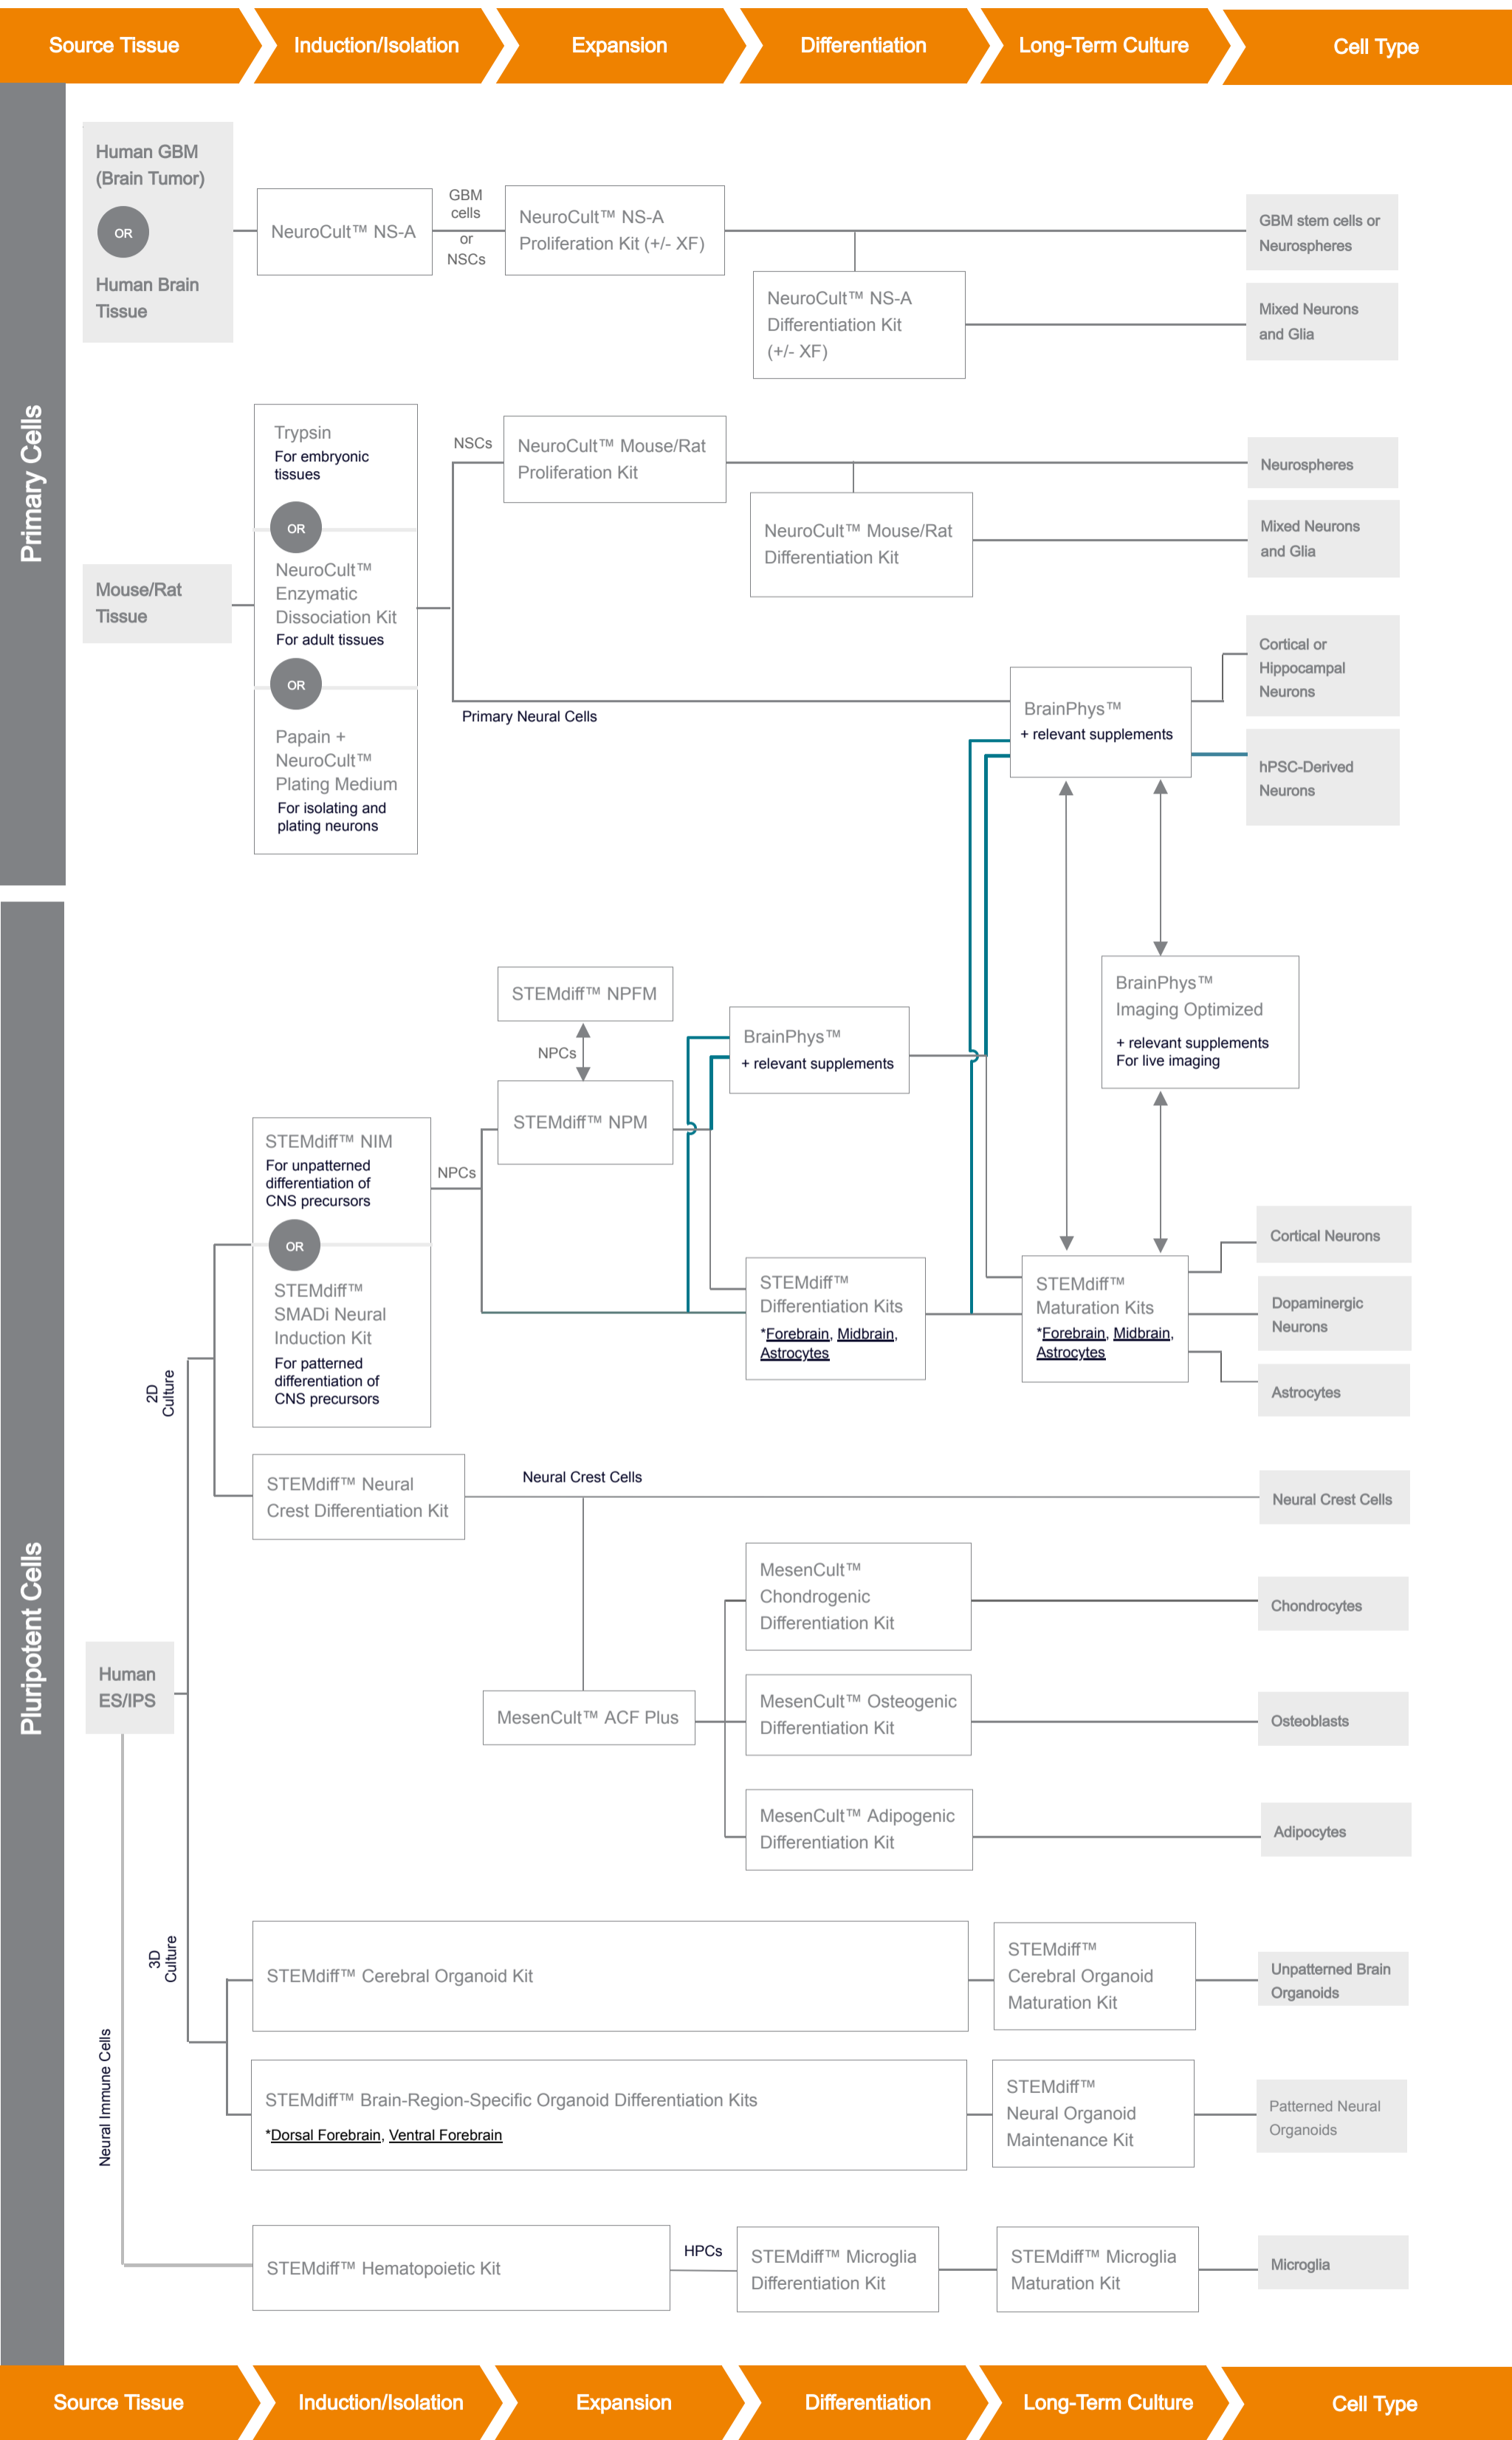 Source Tissue
Induction/Isolation
Expansion
Differentiation
Long-Term Culture
Cell Type
Primary Cells
Human GBM
(Brain Tumor)
OR
Human Brain
Tissue
NeuroCult™ NS-A
GBM
cells
or
NSCs
NeuroCult™ NS-A
Proliferation Kit (+/- XF)
NeuroCult™ NS-A
Differentiation Kit
(+/- XF)
GBM stem cells or
Neurospheres
Mixed Neurons
and Glia
Mouse/Rat
Tissue
Trypsin
For embryonic
tissues
OR
NeuroCult™
Enzymatic
Dissociation Kit
For adult tissues
OR
Papain +
NeuroCult™
Plating Medium
For isolating and
plating neurons
NSCs
NeuroCult™ Mouse/Rat
Proliferation Kit
NeuroCult™ Mouse/Rat
Differentiation Kit
Neurospheres
Mixed Neurons
and Glia
Primary Neural Cells
BrainPhys™
+ relevant supplements
Cortical or
Hippocampal
Neurons
hPSC-Derived
Neurons
Pluripotent Cells
Human
ES/IPS
2D
Culture
3D
Culture
Neural Immune Cells
STEMdiff™ NIM
For unpatterned
differentiation of
CNS precursors
OR
STEMdiff™
SMADi Neural
Induction Kit
For patterned
differentiation of
CNS precursors
NPCs
STEMdiff™ NPFM
NPCs
STEMdiff™ NPM
BrainPhys™
+ relevant supplements
BrainPhys™
Imaging Optimized
+ relevant supplements
For live imaging
STEMdiff™
Differentiation Kits
*Forebrain, Midbrain,
Astrocytes
STEMdiff™
Maturation Kits
*Forebrain, Midbrain,
Astrocytes
Cortical Neurons
Dopaminergic
Neurons
Astrocytes
STEMdiff™ Neural
Crest Differentiation Kit
Neural Crest Cells
Neural Crest Cells
MesenCult™ ACF Plus
MesenCult™
Chondrogenic
Differentiation Kit
Chondrocytes
MesenCult™ Osteogenic
Differentiation Kit
Osteoblasts
MesenCult™ Adipogenic
Differentiation Kit
Adipocytes
STEMdiff™ Cerebral Organoid Kit
STEMdiff™
Cerebral Organoid
Maturation Kit
Unpatterned Brain
Organoids
STEMdiff™ Brain-Region-Specific Organoid Differentiation Kits
*Dorsal Forebrain, Ventral Forebrain
STEMdiff™
Neural Organoid
Maintenance Kit
Patterned Neural
Organoids
STEMdiff™ Hematopoietic Kit
HPCs
STEMdiff™ Microglia
Differentiation Kit
STEMdiff™ Microglia
Maturation Kit
Microglia
Source Tissue
Induction/Isolation
Expansion
Differentiation
Long-Term Culture
Cell Type